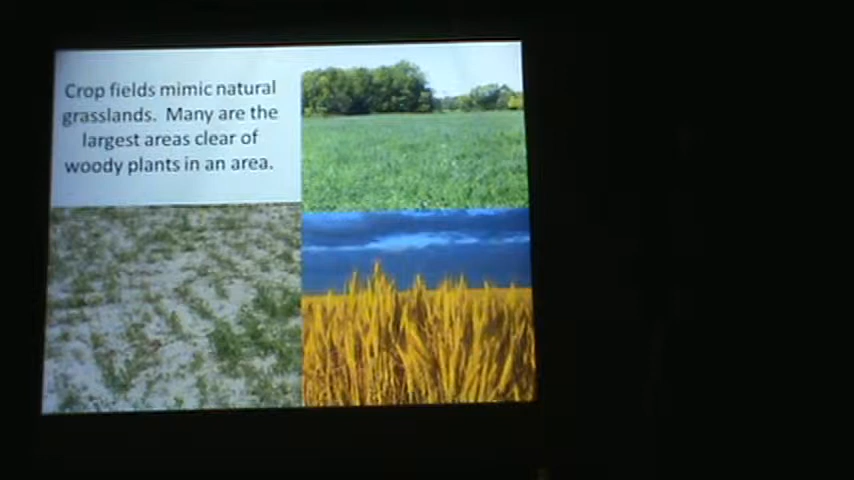 Crop fields mimic natural
grasslands.  Many are the
largest areas clear of
woody plants in an area.